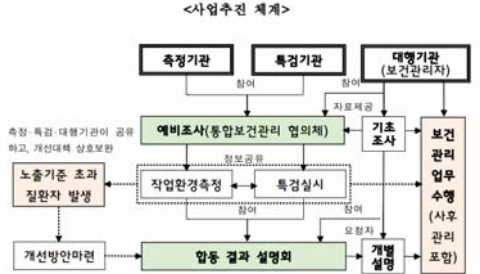 <사업추진 체계>
측정기관
특검기관
대행기관
(보건관리자)
참여
참여
자료제공
측정·특검·대행기관이 공유
하고, 개선대책 상호보완
예비조사(통합보건관리 협의체)
기초
조사
보건
관리
업무
수행
(사후
관리
포함)
정보공유
노출기준 초과
질환자 발생
작업환경측정
특검실시
참여
참여
요청자
개선방안마련
합동 결과 설명회
개별
설명